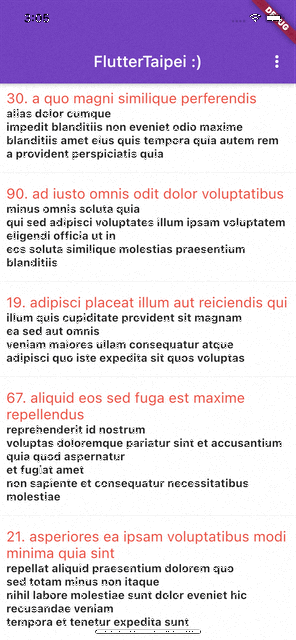 3:05
DEBUG
FlutterTaipei :)
30. a quo magni similique perferendis
alias dolor cumque
impedit blanditiis non eveniet odio maxime
blanditiis amet eius quis tempora quia autem rem
a provident perspiciatis quia
90. ad iusto omnis odit dolor voluptatibus
minus omnis soluta quia
qui sed adipisci voluptates illum ipsam voluptatem
eligendi officia ut in
eos soluta similique molestias praesentium
blanditiis
19. adipisci placeat illum aut reiciendis qui
illum quis cupiditate provident sit magnam
ea sed aut omnis
veniam maiores ullam consequatur atque
adipisci quo iste expedita sit quos voluptas
67. aliquid eos sed fuga est maxime
repellendus
reprehenderit id nostrum
voluptas doloremque pariatur sint et accusantium
quia quod aspernatur
et fugiat amet
non sapiente et consequatur necessitatibus
molestiae
21. asperiores ea ipsam voluptatibus modi
minima quia sint
repellat aliquid praesentium dolorem quo
sed totam minus non itaque
nihil labore molestiae sunt dolor eveniet hic
recusandae veniam
tempora et tenetur expedita sunt